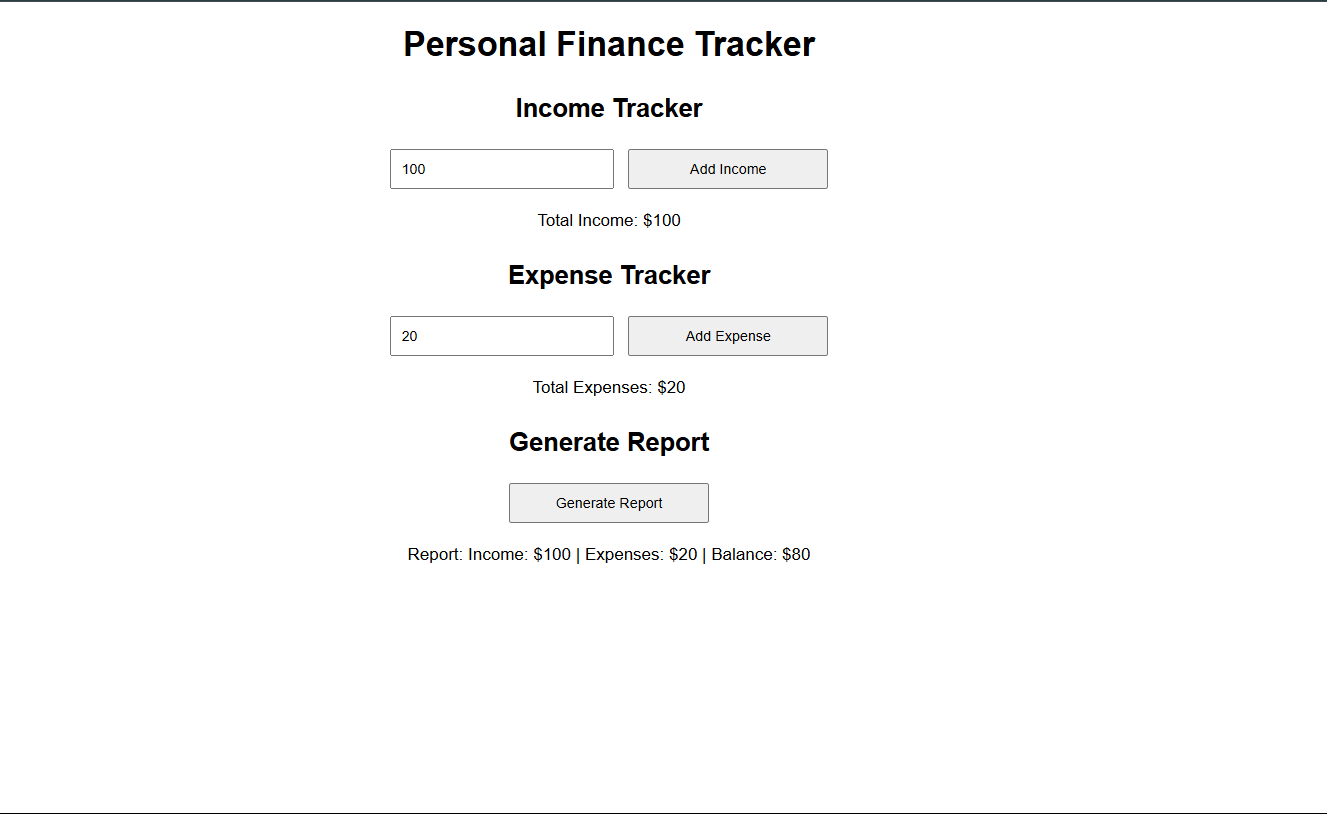 Personal Finance Tracker
Income Tracker
100 Add Income
Total Income: $100
Expense Tracker
20 Add Expense
Total Expenses: $20
Generate Report
Generate Report
Report: Income: $100 | Expenses: $20 | Balance: $80